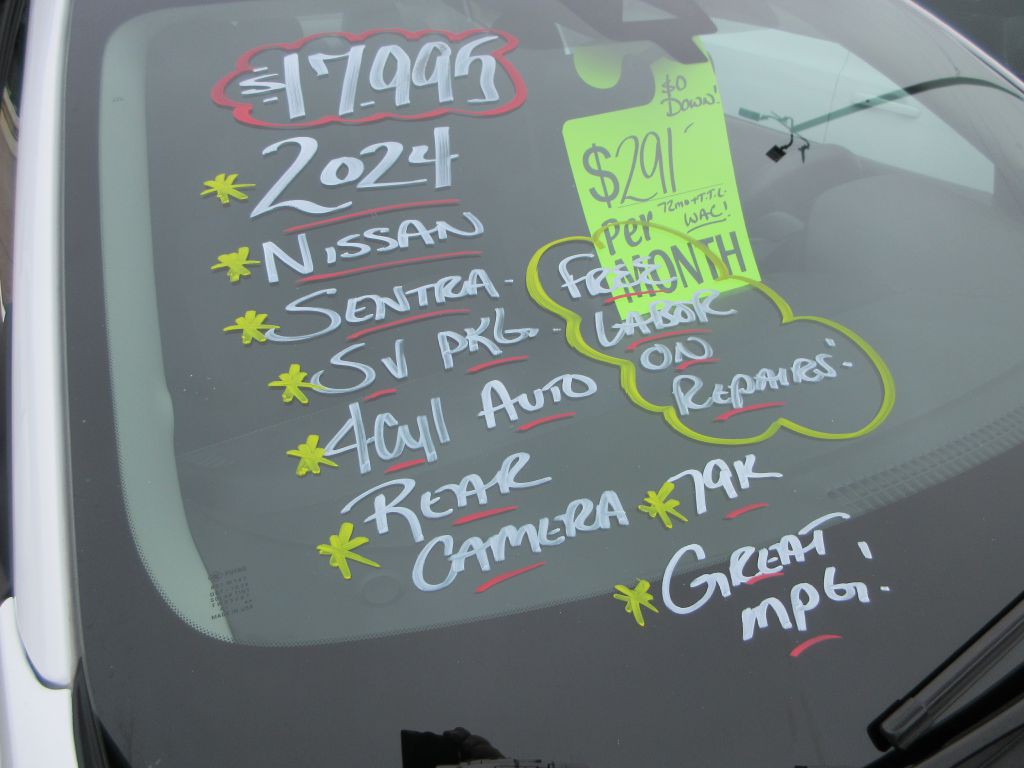 $17,995
2024
NISSAN
SENTRA-
SV PKG-
4Cyl AUTO
REAR
CAMERA
79K
GREAT
MPG!
FREE
LABOR
ON
REPAIRES!
$0
DOWN!
$291
Per 72mo+T.T.L
WAC!
MONTH